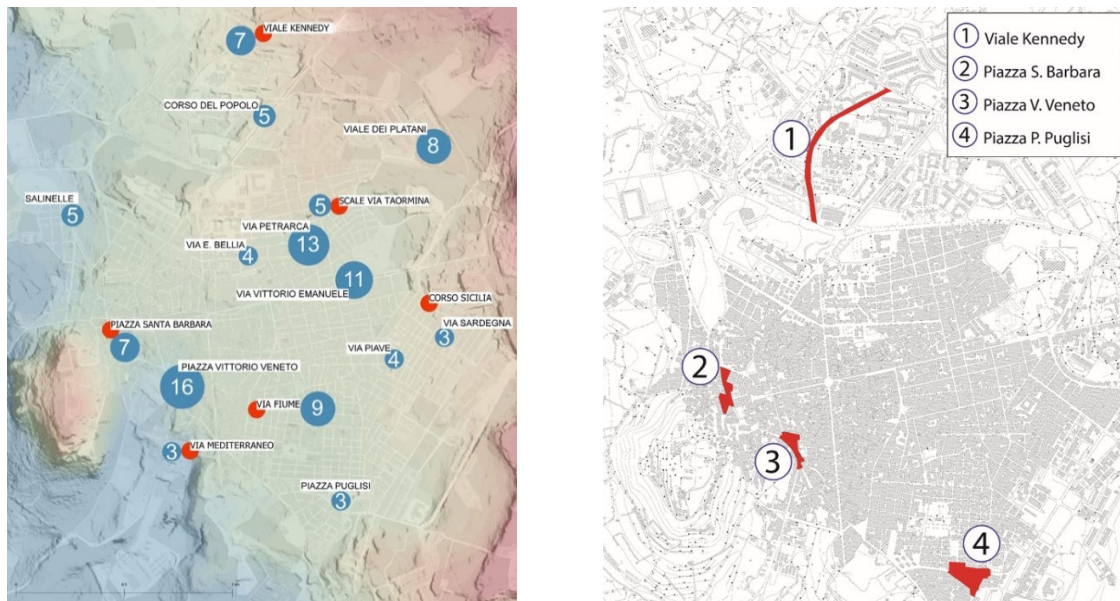 VIALE KENNEDY
7
CORSO DEL POPOLO
5
VIALE DEI PLATANI
8
SALINELLE
5
5
SCALE VIA TAORMINA
VIA PETRARCA
13
VIA E. BELLIA
4
11
VIA VITTORIO EMANUELE
CORSO SICILIA
PIAZZA SANTA BARBARA
7
VIA SARDEGNA
3
VIA PIAVE
4
PIAZZA VITTORIO VENETO
16
VIA FIUME
9
VIA MEDITERRANEO
3
PIAZZA PUGLISI
3
1 Viale Kennedy
2 Piazza S. Barbara
3 Piazza V. Veneto
4 Piazza P. Puglisi
1
2
3
4